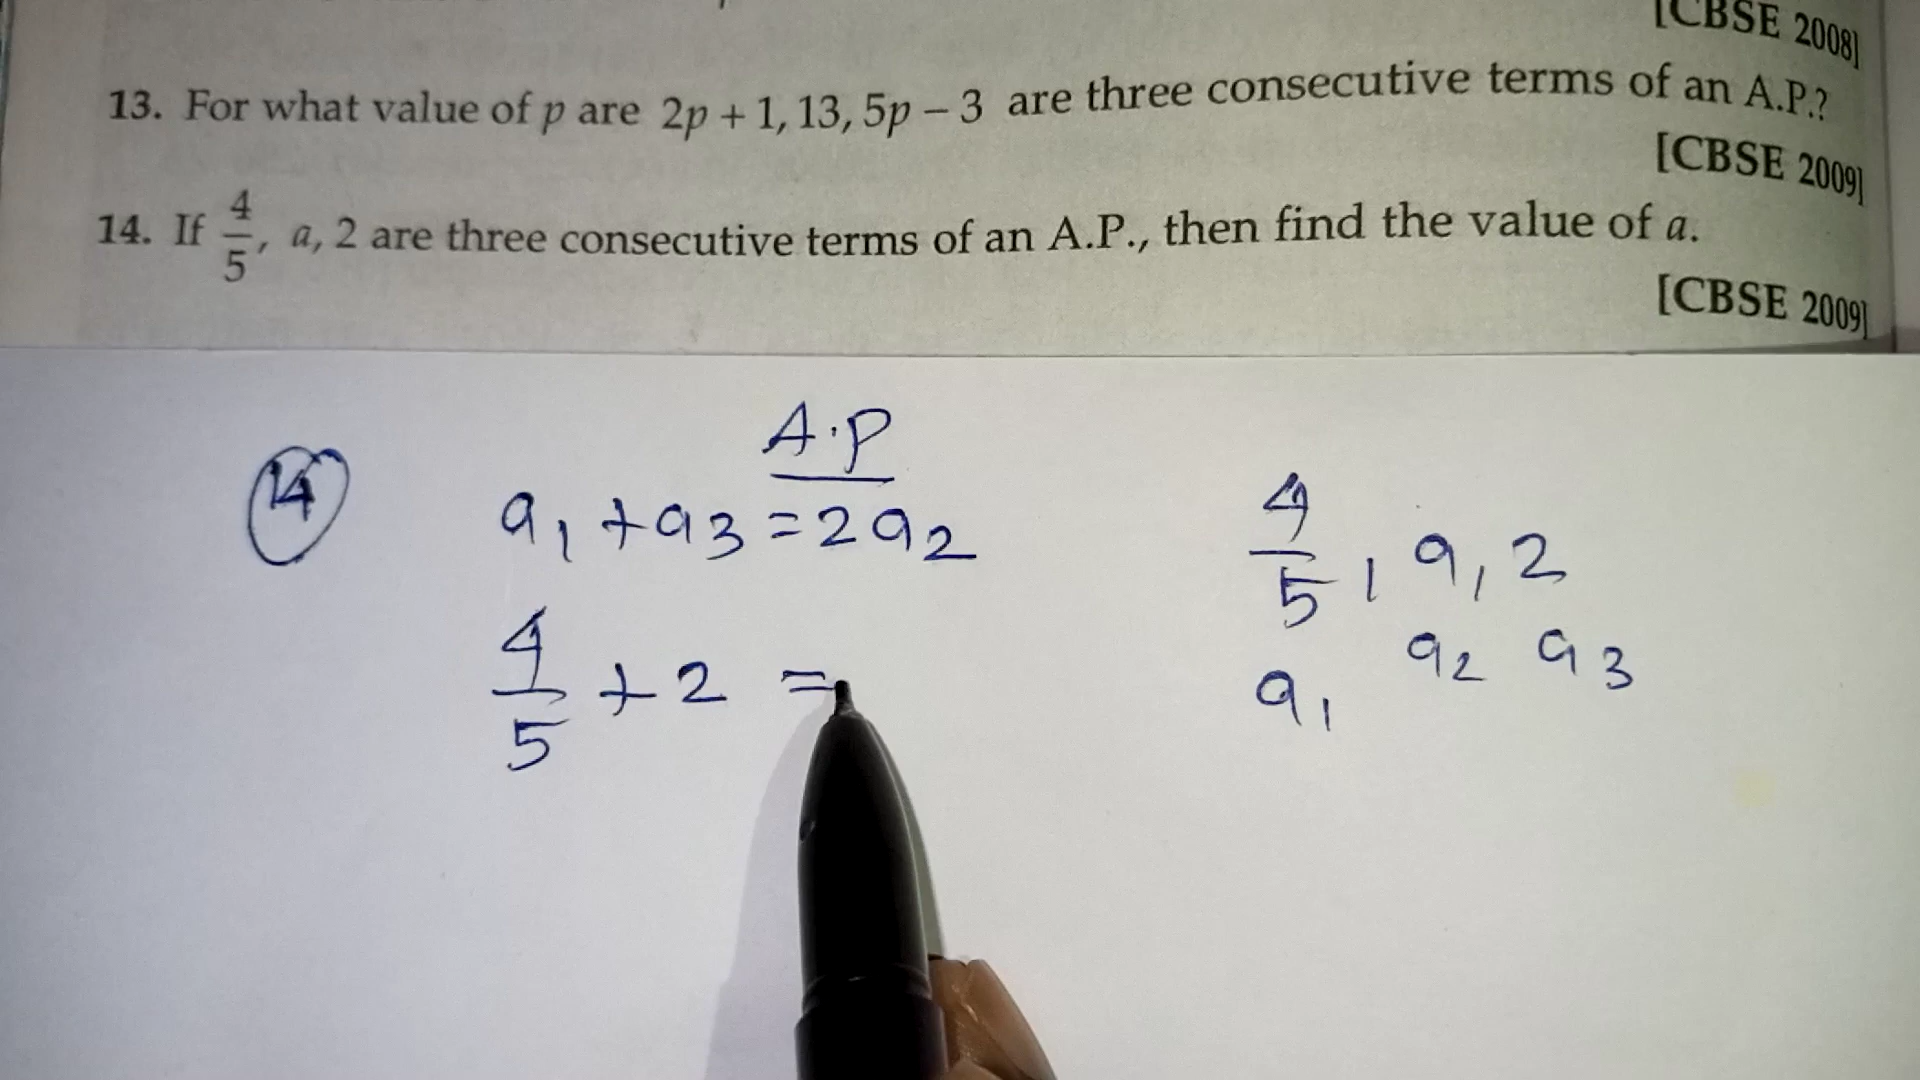 [CBSE 2008]
13. For what value of p are 2p + 1, 13, 5p – 3 are three consecutive terms of an A.P.?
[CBSE 2009]
14. If 4/5, a, 2 are three consecutive terms of an A.P., then find the value of a.
[CBSE 2009]
A.P
14 a1 + a3 = 2a2
4/5 + 2 =
4/5, a, 2
a1 a2 a3